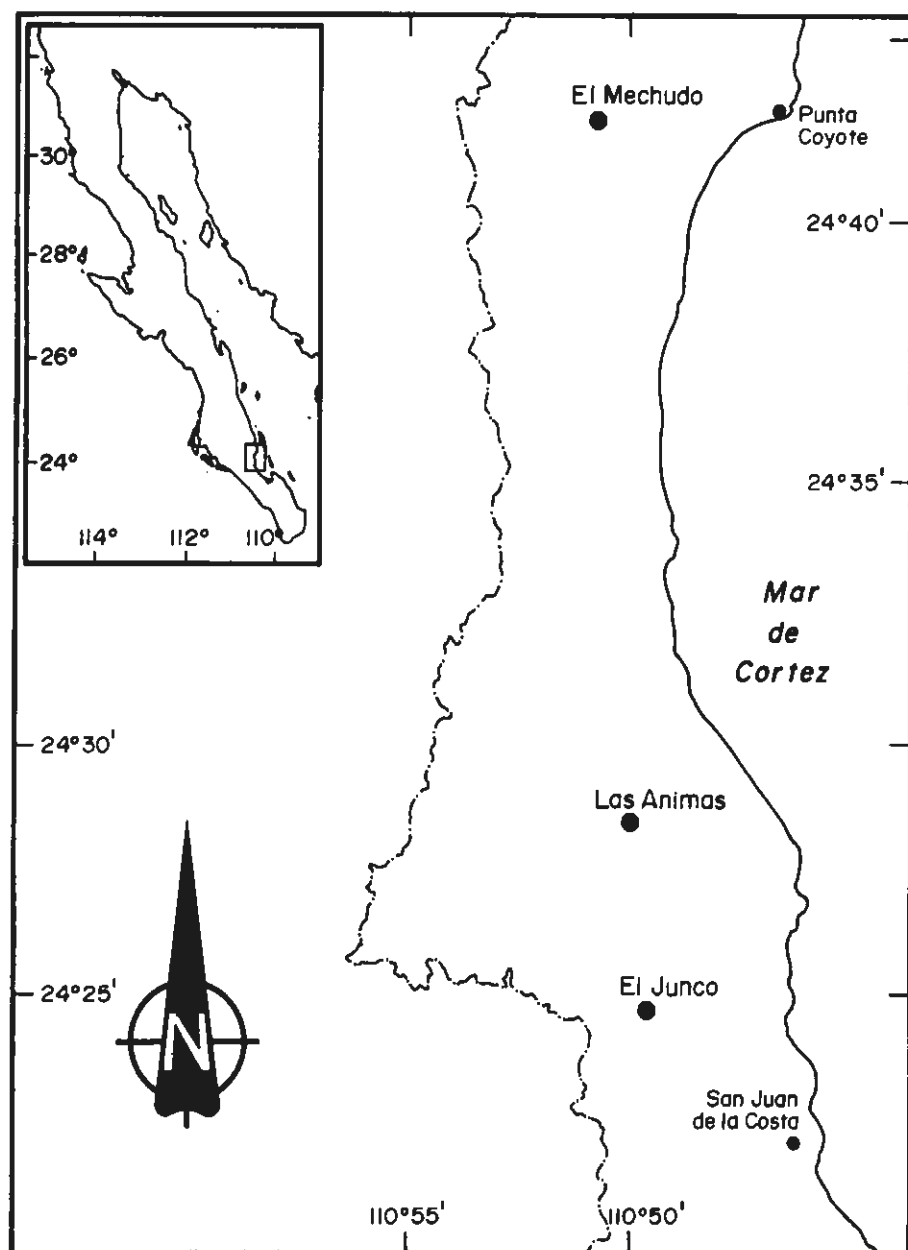 30°
28°
26°
24°
114°
112°
110°
El Mechudo
Punta
Coyote
24°40'
24°35'
Mar
de
Cortez
24°30'
Las Animas
24°25'
El Junco
N
San Juan
de la Costa
110°55'
110°50'